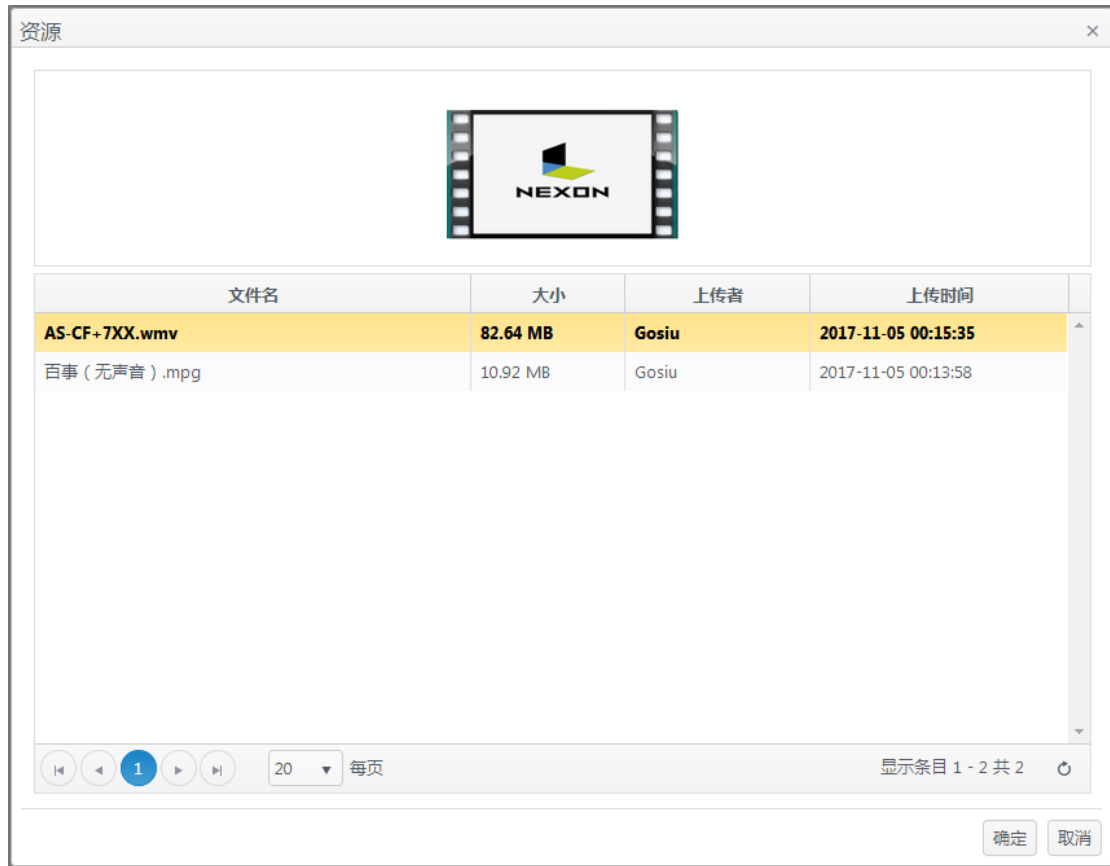 资源
NEXON
文件名 大小 上传者 上传时间
AS-CF+7XX.wmv 82.64 MB Gosiu 2017-11-05 00:15:35
百事（无声音）.mpg 10.92 MB Gosiu 2017-11-05 00:13:58
1 20 每页 显示条目 1 - 2 共 2
确定 取消